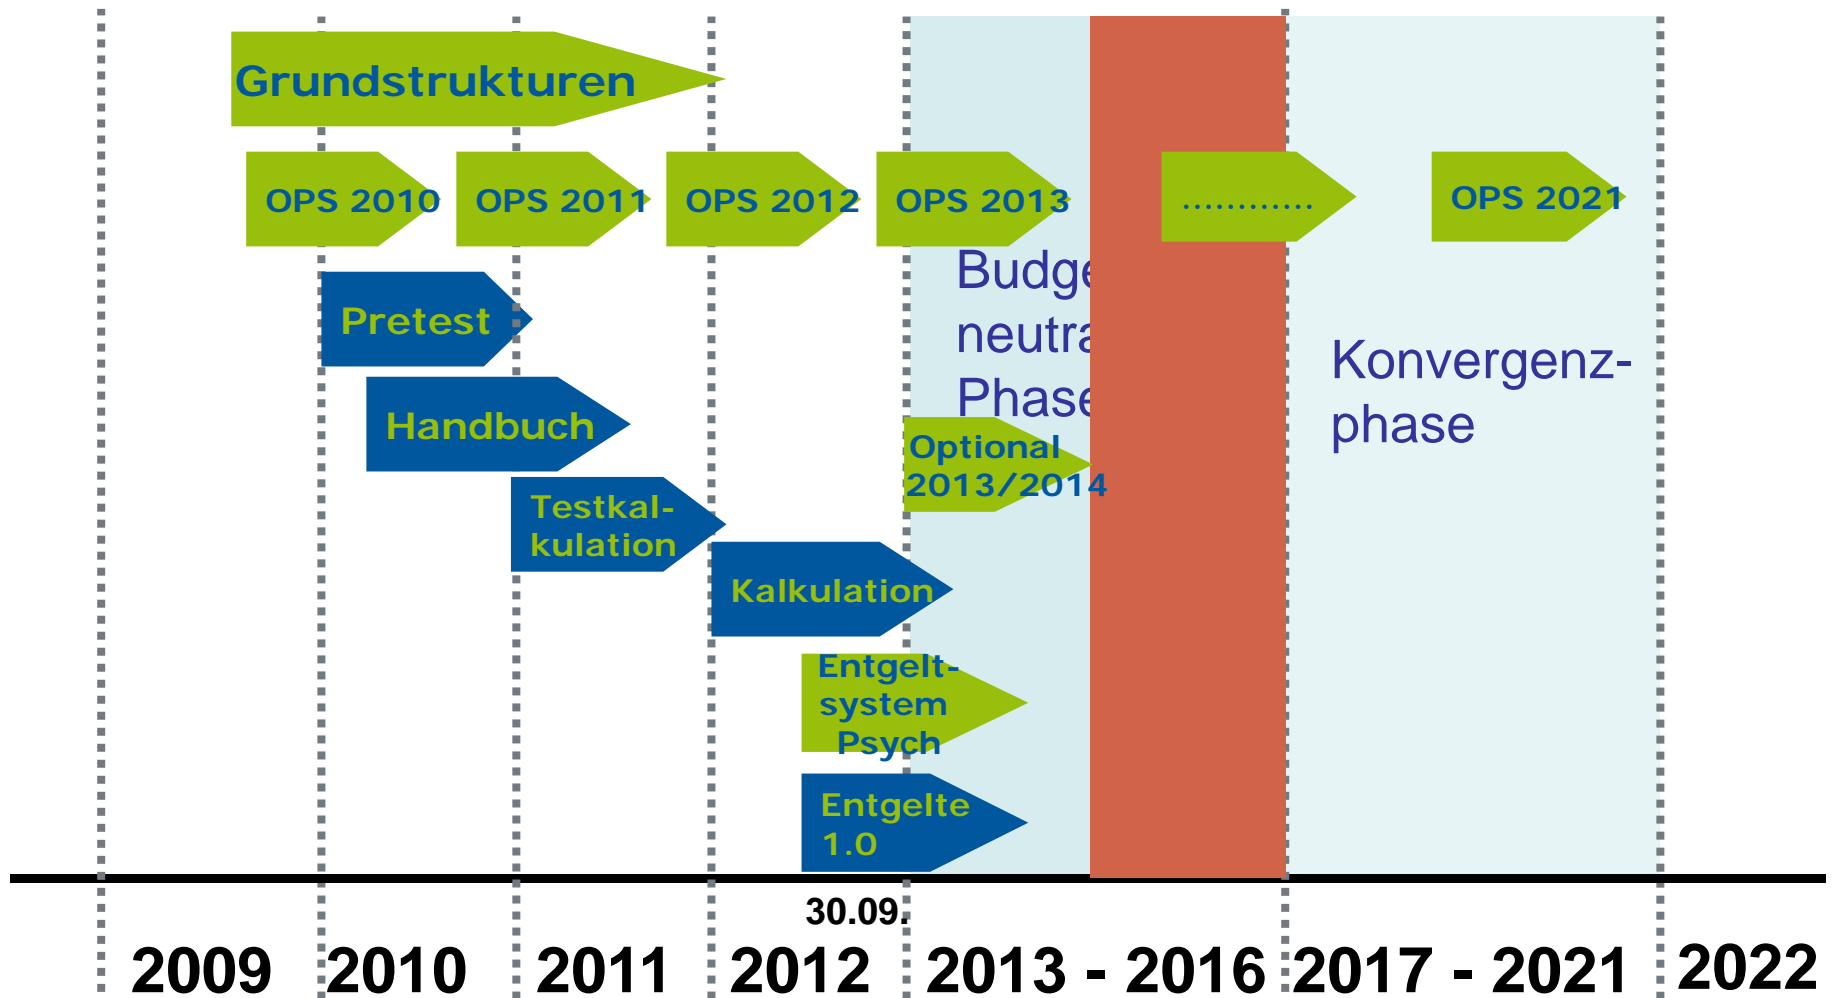 Grundstrukturen
OPS 2010
OPS 2011
OPS 2012
OPS 2013
............
OPS 2021
Budge
neutra
Phase
Konvergenz-
phase
Pretest
Handbuch
Optional
2013/2014
Testkal-
kulation
Kalkulation
Entgelt-
system
Psych
Entgelte
1.0
30.09.
2009
2010
2011
2012
2013 - 2016
2017 - 2021
2022